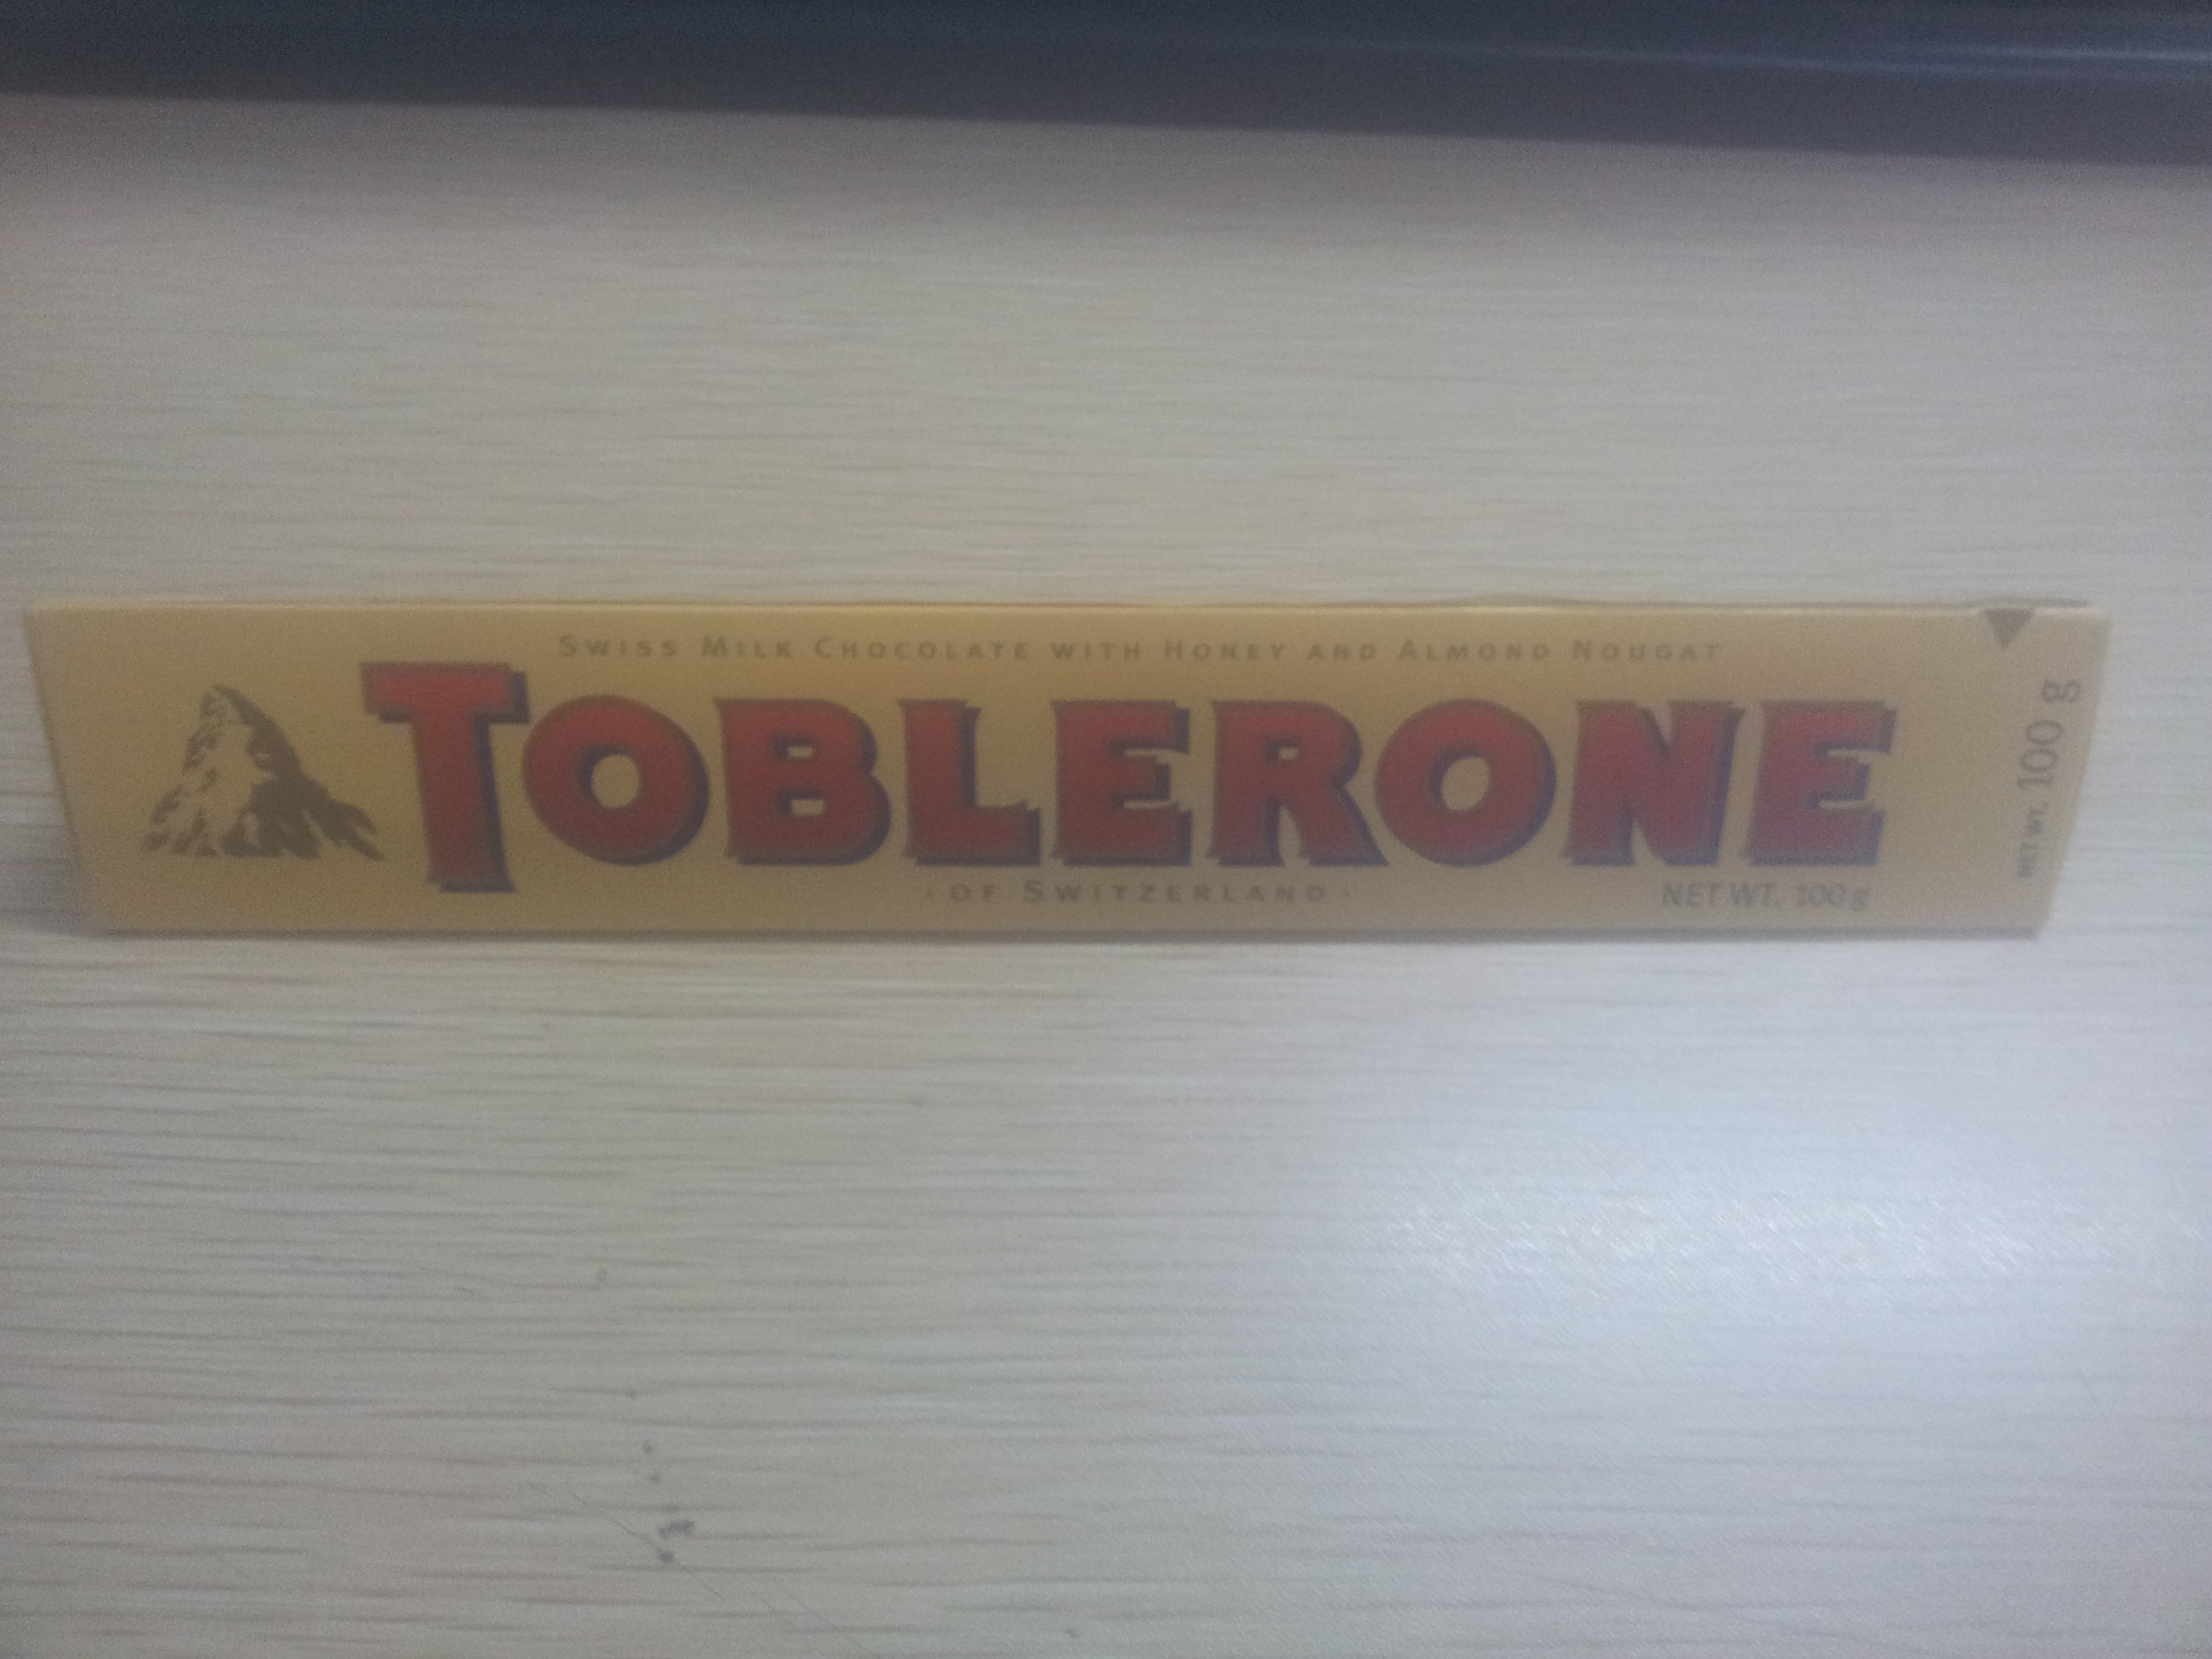 SWISS MILK CHOCOLATE WITH HONEY AND ALMOND NOUGAT
TOBLERONE
· OF SWITZERLAND ·
NET WT. 100 g
NET WT. 100 g